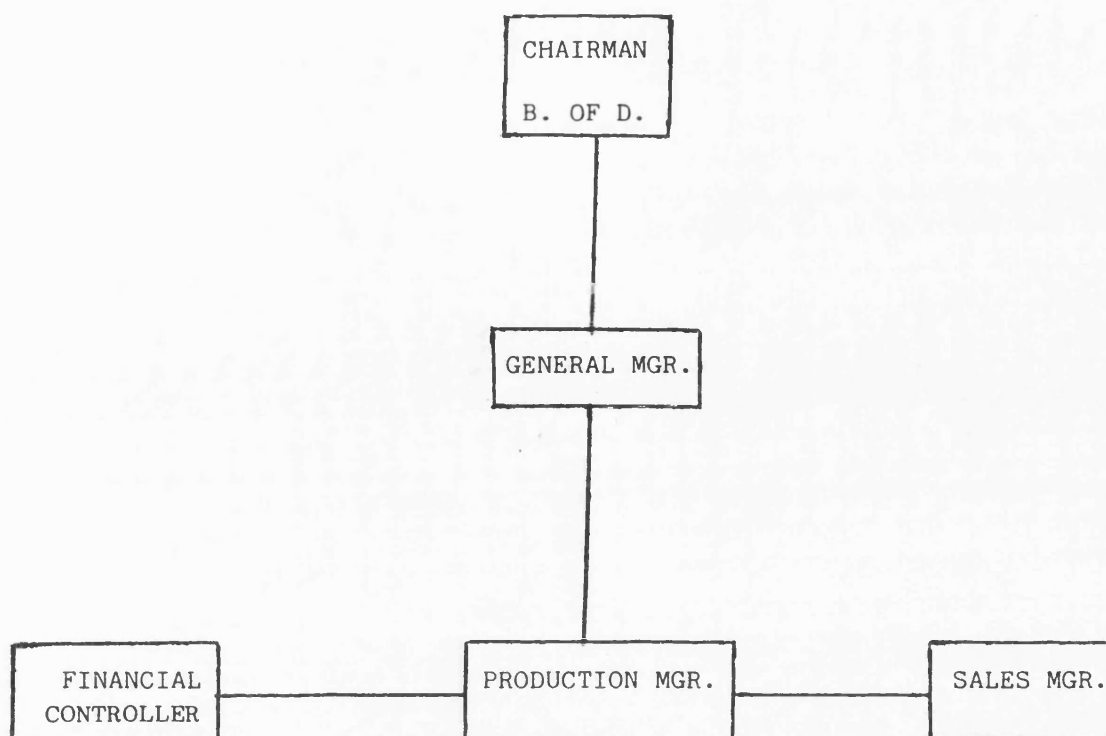 CHAIRMAN
B. OF D.
GENERAL MGR.
FINANCIAL
CONTROLLER
PRODUCTION MGR.
SALES MGR.